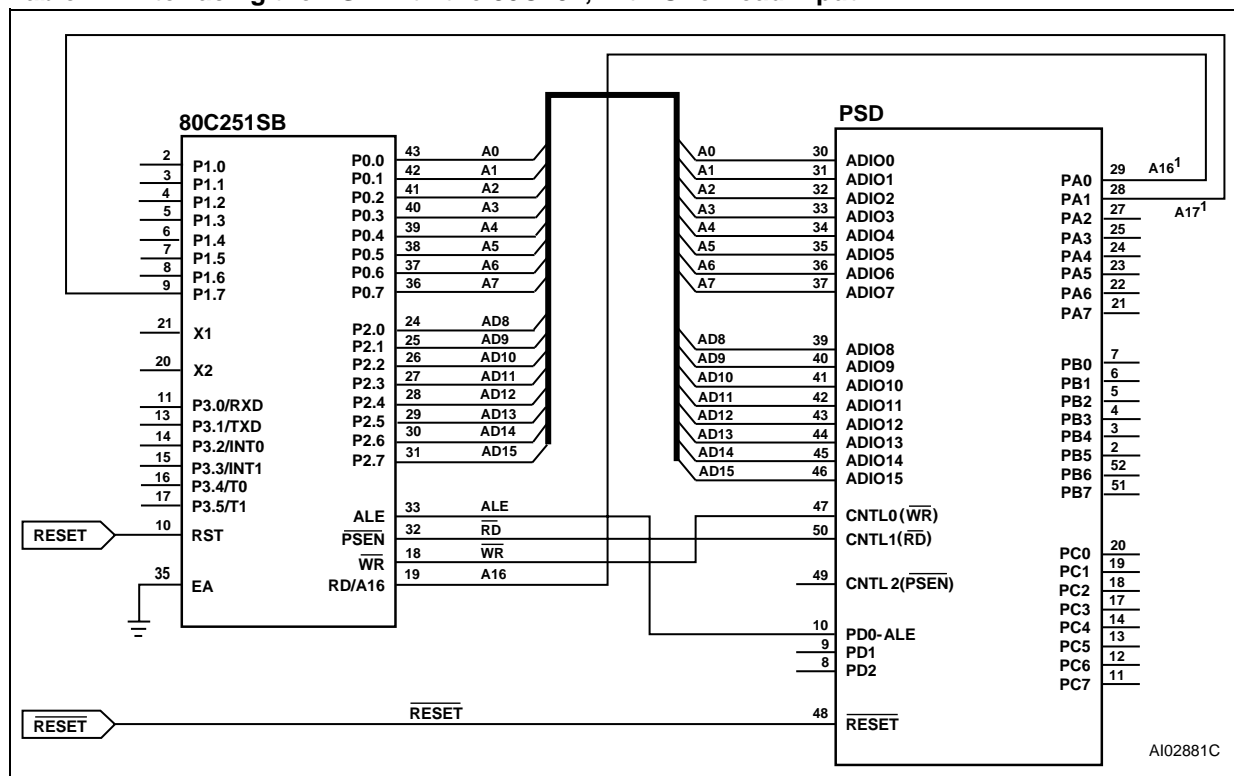 80C251SB
2 P1.0
3 P1.1
4 P1.2
5 P1.3
6 P1.4
7 P1.5
8 P1.6
9 P1.7
21 X1
20 X2
11 P3.0/RXD
13 P3.1/TXD
14 P3.2/INT0
15 P3.3/INT1
16 P3.4/T0
17 P3.5/T1
RESET 10 RST
35 EA
P0.0 43 A0
P0.1 42 A1
P0.2 41 A2
P0.3 40 A3
P0.4 39 A4
P0.5 38 A5
P0.6 37 A6
P0.7 36 A7
P2.0 24 AD8
P2.1 25 AD9
P2.2 26 AD10
P2.3 27 AD11
P2.4 28 AD12
P2.5 29 AD13
P2.6 30 AD14
P2.7 31 AD15
ALE 33 ALE
PSEN 32 RD
WR 18 WR
RD/A16 19 A16
PSD
A0 30 ADIO0
A1 31 ADIO1
A2 32 ADIO2
A3 33 ADIO3
A4 34 ADIO4
A5 35 ADIO5
A6 36 ADIO6
A7 37 ADIO7
AD8 39 ADIO8
AD9 40 ADIO9
AD10 41 ADIO10
AD11 42 ADIO11
AD12 43 ADIO12
AD13 44 ADIO13
AD14 45 ADIO14
AD15 46 ADIO15
47 CNTL0(WR)
50 CNTL1(RD)
49 CNTL 2(PSEN)
10 PD0-ALE
9 PD1
8 PD2
RESET RESET 48 RESET
PA0 29 A16¹
PA1 28 A17¹
PA2 27
PA3 25
PA4 24
PA5 23
PA6 22
PA7 21
PB0 7
PB1 6
PB2 5
PB3 4
PB4 3
PB5 2
PB6 52
PB7 51
PC0 20
PC1 19
PC2 18
PC3 17
PC4 14
PC5 13
PC6 12
PC7 11
AI02881C